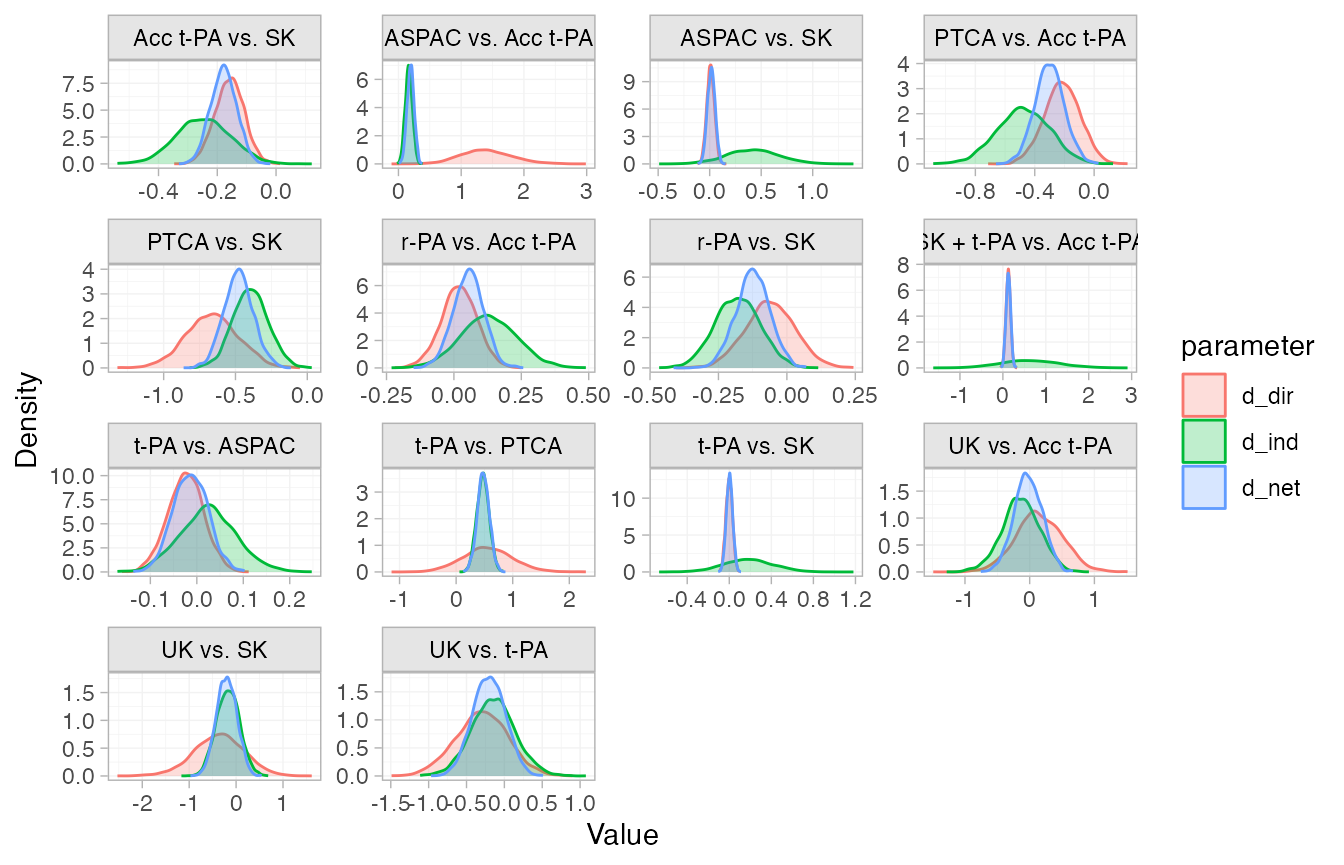 Acc t-PA vs. SK
ASPAC vs. Acc t-PA
ASPAC vs. SK
PTCA vs. Acc t-PA
7.5
5.0
2.5
0.0
-0.4 -0.2 0.0
6
4
2
0
0 1 2 3
9
6
3
0
-0.5 0.0 0.5 1.0
4
3
2
1
0
-0.8 -0.4 0.0
PTCA vs. SK
r-PA vs. Acc t-PA
r-PA vs. SK
SK + t-PA vs. Acc t-PA
4
3
2
1
0
-1.0 -0.5 0.0
6
4
2
0
-0.25 0.00 0.25 0.50
6
4
2
0
-0.50 -0.25 0.00 0.25
8
6
4
2
0
-1 0 1 2 3
t-PA vs. ASPAC
t-PA vs. PTCA
t-PA vs. SK
UK vs. Acc t-PA
10.0
7.5
5.0
2.5
0.0
-0.1 0.0 0.1 0.2
3
2
1
0
-1 0 1 2
10
5
0
-0.4 0.0 0.4 0.8 1.2
1.5
1.0
0.5
0.0
-1 0 1
UK vs. SK
UK vs. t-PA
1.5
1.0
0.5
0.0
-2 -1 0 1
1.5
1.0
0.5
0.0
-1.5 -1.0 -0.5 0.0 0.5 1.0
Density
Value
parameter
d_dir
d_ind
d_net